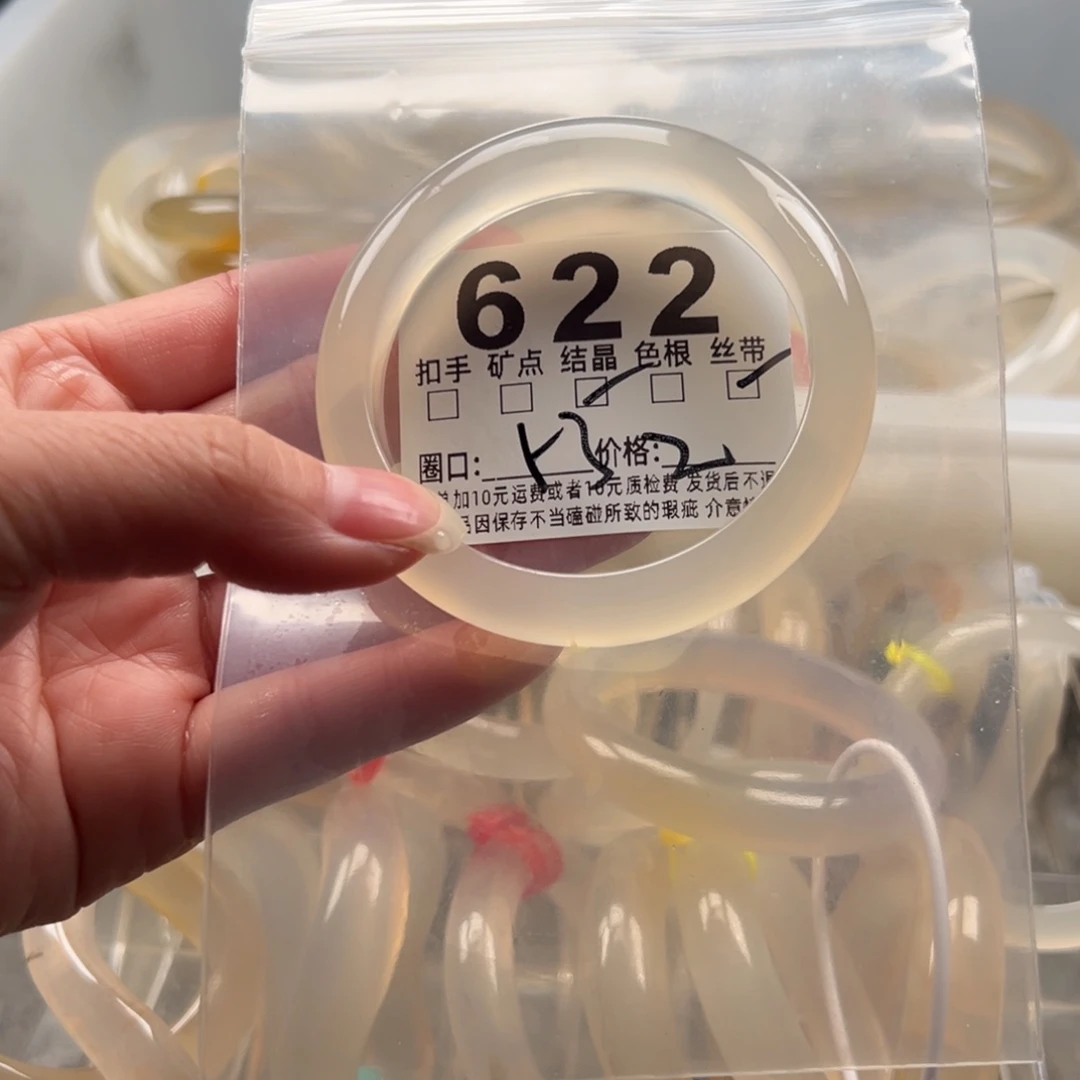 622
扣手 矿点 结晶 色根 丝带
圈口: 价格:
加10元运费或者10元质检费 发货后不退
因保存不当磕碰所致的瑕疵 介意